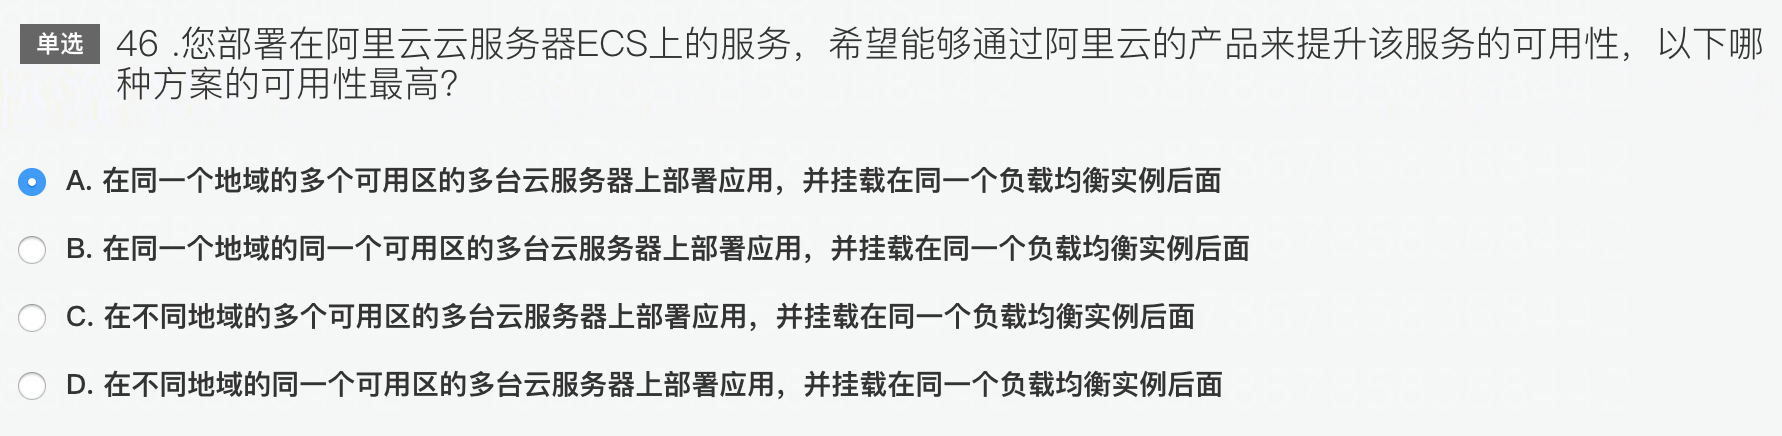 单选 46 .您部署在阿里云云服务器ECS上的服务，希望能够通过阿里云的产品来提升该服务的可用性，以下哪
种方案的可用性最高？
A. 在同一个地域的多个可用区的多台云服务器上部署应用，并挂载在同一个负载均衡实例后面
B. 在同一个地域的同一个可用区的多台云服务器上部署应用，并挂载在同一个负载均衡实例后面
C. 在不同地域的多个可用区的多台云服务器上部署应用，并挂载在同一个负载均衡实例后面
D. 在不同地域的同一个可用区的多台云服务器上部署应用，并挂载在同一个负载均衡实例后面